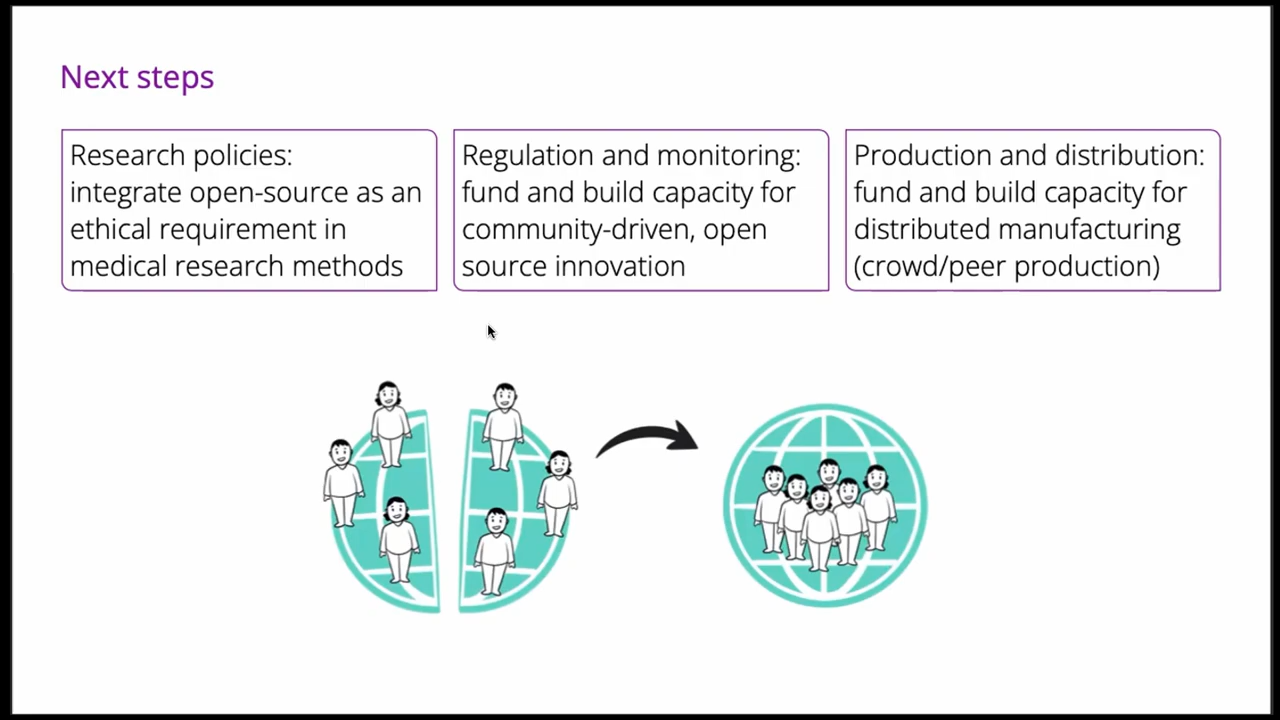 Next steps
Research policies:
integrate open-source as an
ethical requirement in
medical research methods
Regulation and monitoring:
fund and build capacity for
community-driven, open
source innovation
Production and distribution:
fund and build capacity for
distributed manufacturing
(crowd/peer production)